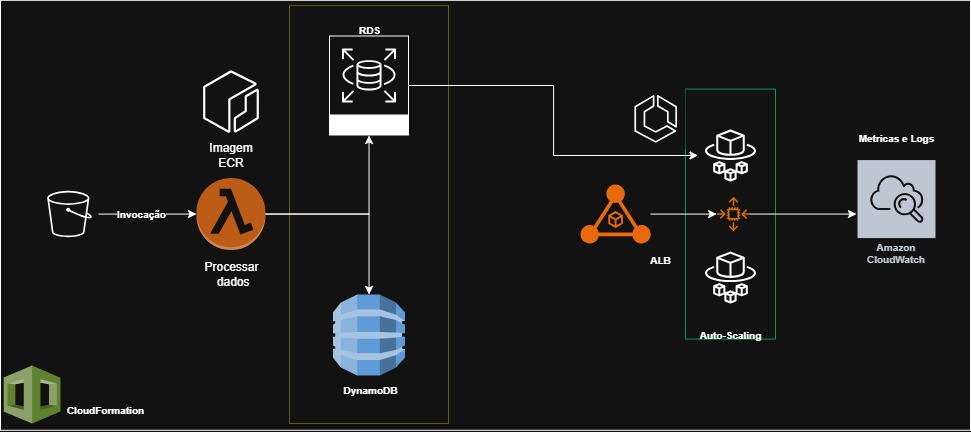 RDS
Imagem
ECR
Metricas e Logs
Invocação
Processar
dados
ALB
Amazon
CloudWatch
Auto-Scaling
DynamoDB
CloudFormation